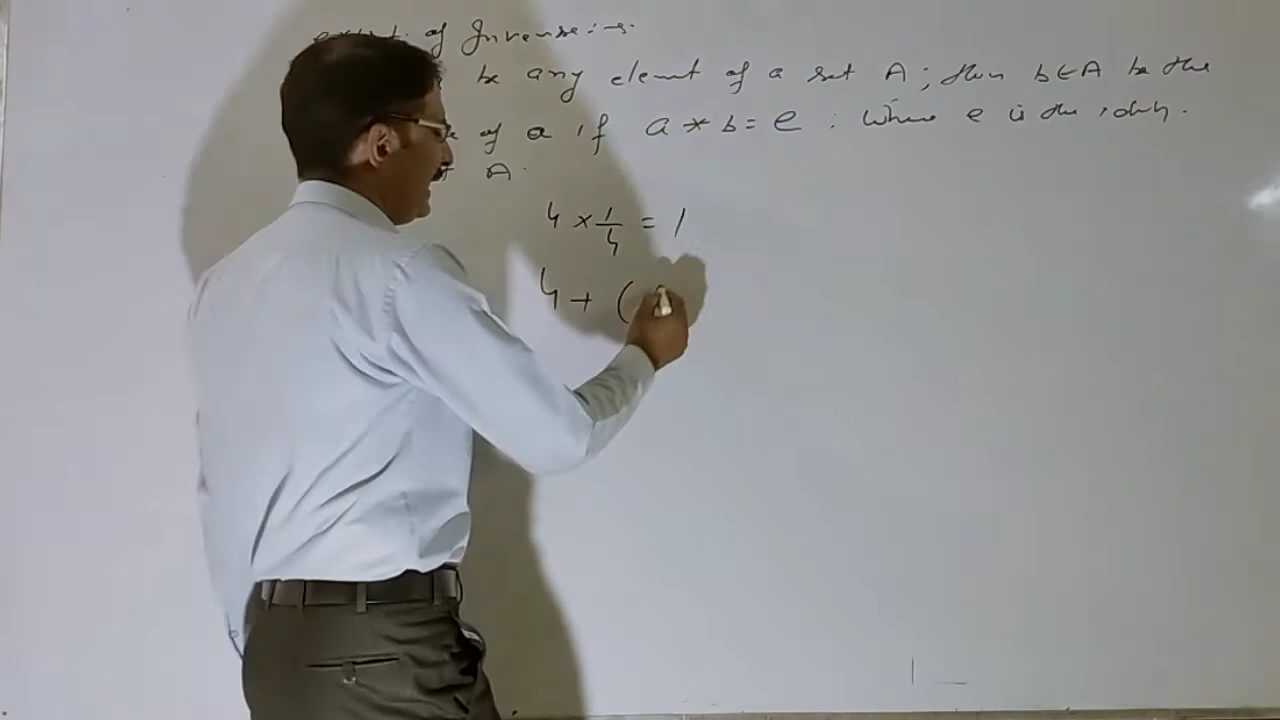 of Inverse :-
be any element of a set A ; then b ∈ A be the
of a if a * b = e : Where e is the identy.
A.
4 × 1/4 = 1
4 + (